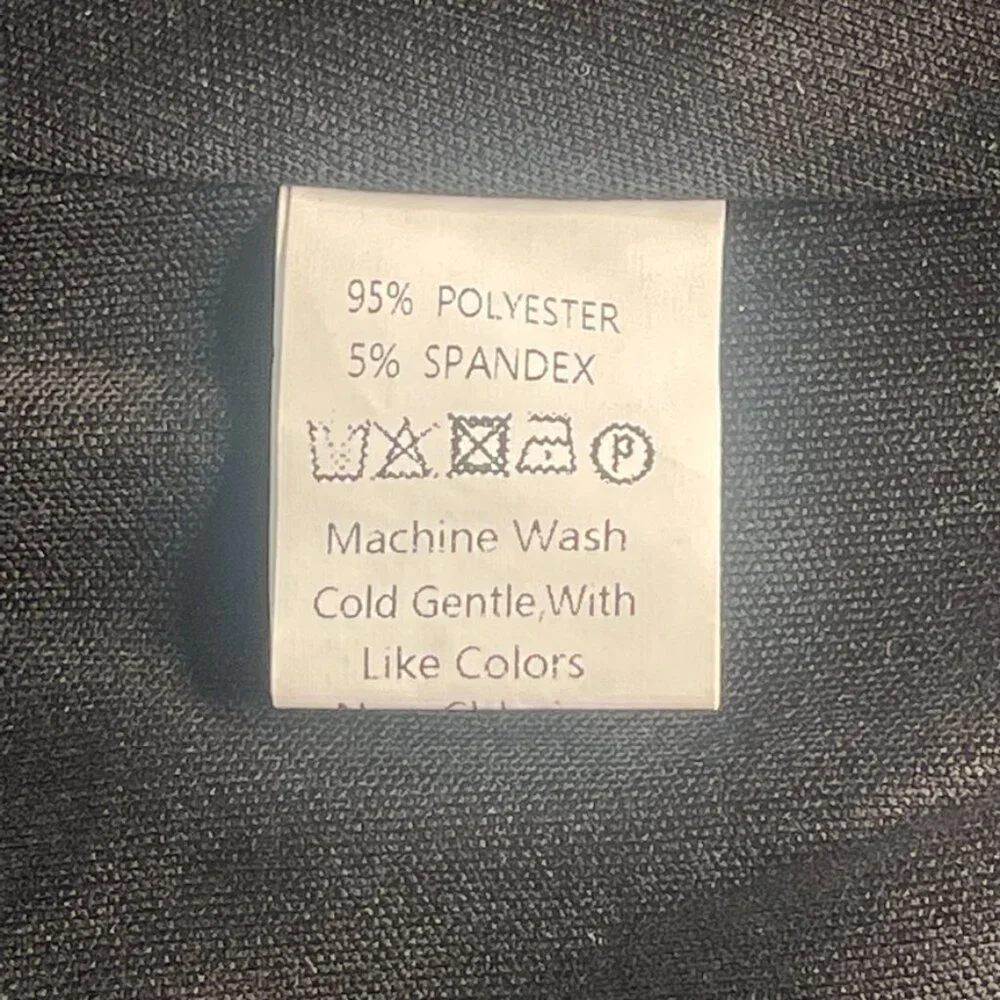 95% POLYESTER
5% SPANDEX
P
Machine Wash
Cold Gentle,With
Like Colors